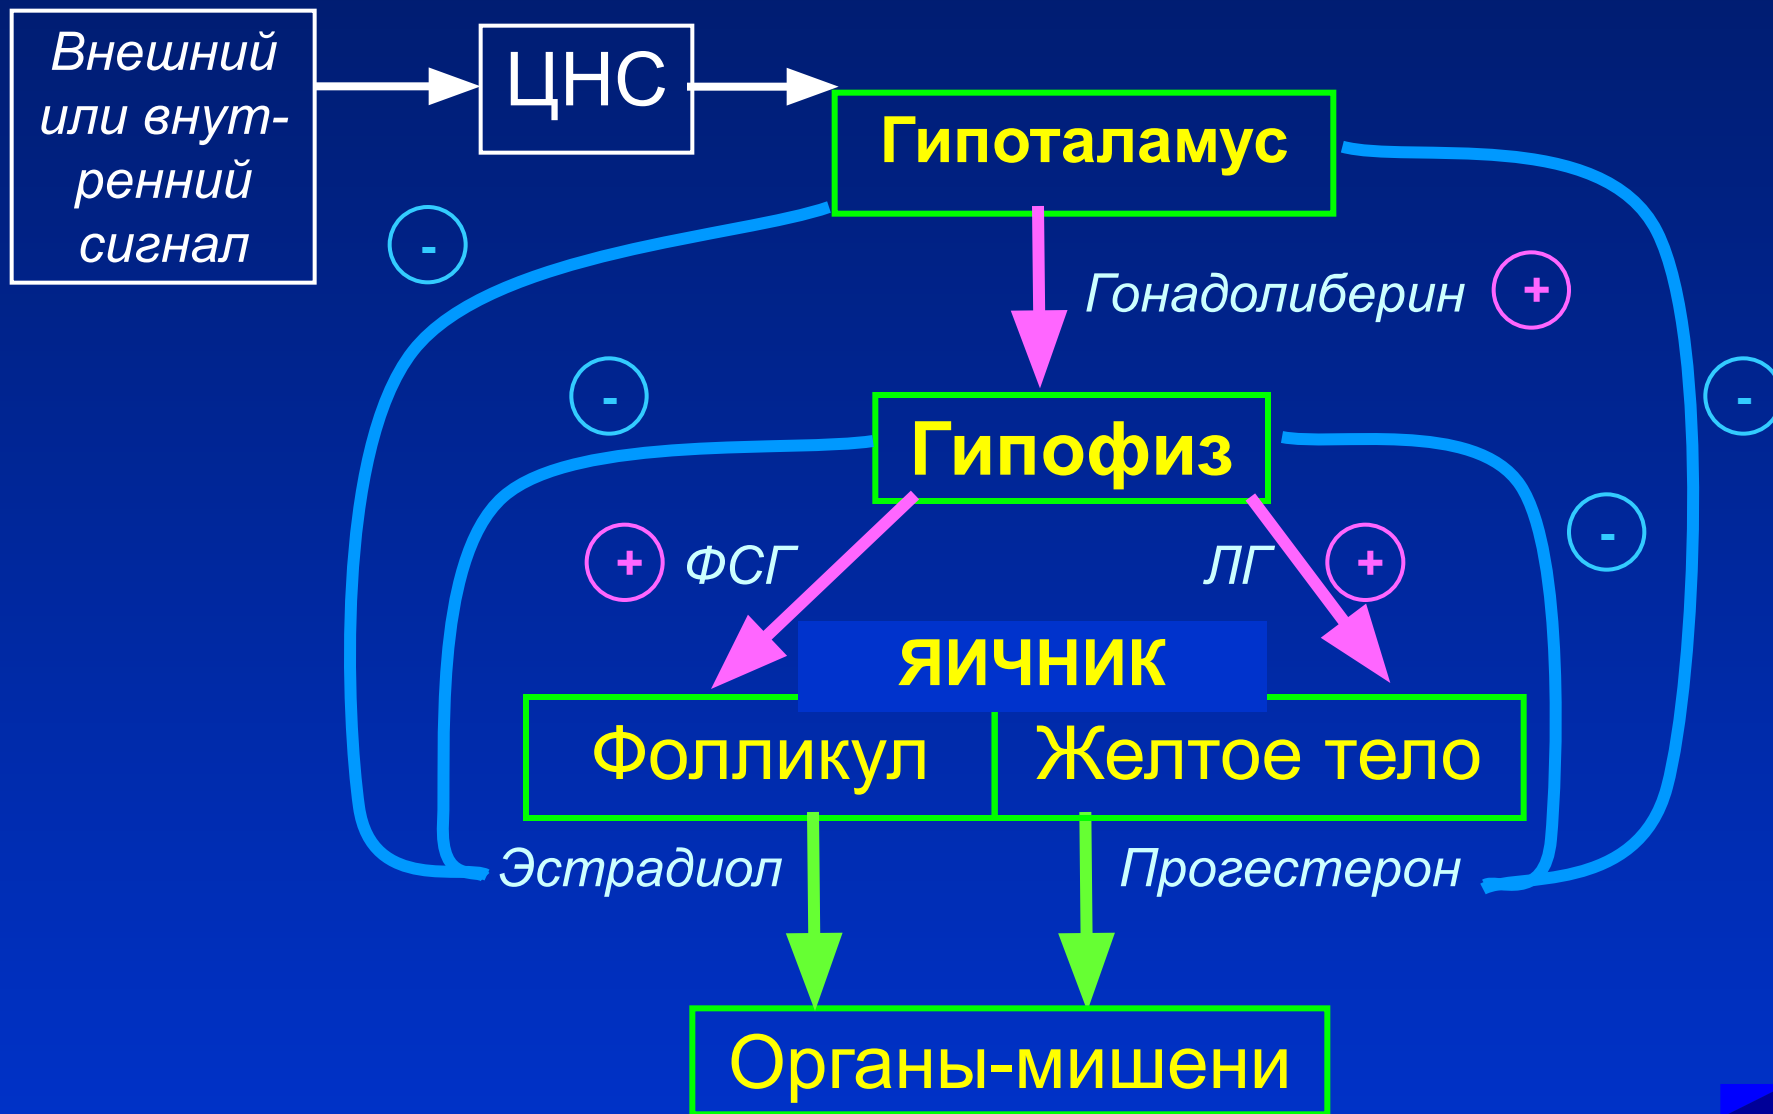 Внешний
или внут-
ренний
сигнал
ЦНС
Гипоталамус
-
Гонадолиберин +
-
-
Гипофиз
-
+ ФСГ
ЛГ +
ЯИЧНИК
Фолликул
Желтое тело
Эстрадиол
Прогестерон
Органы-мишени